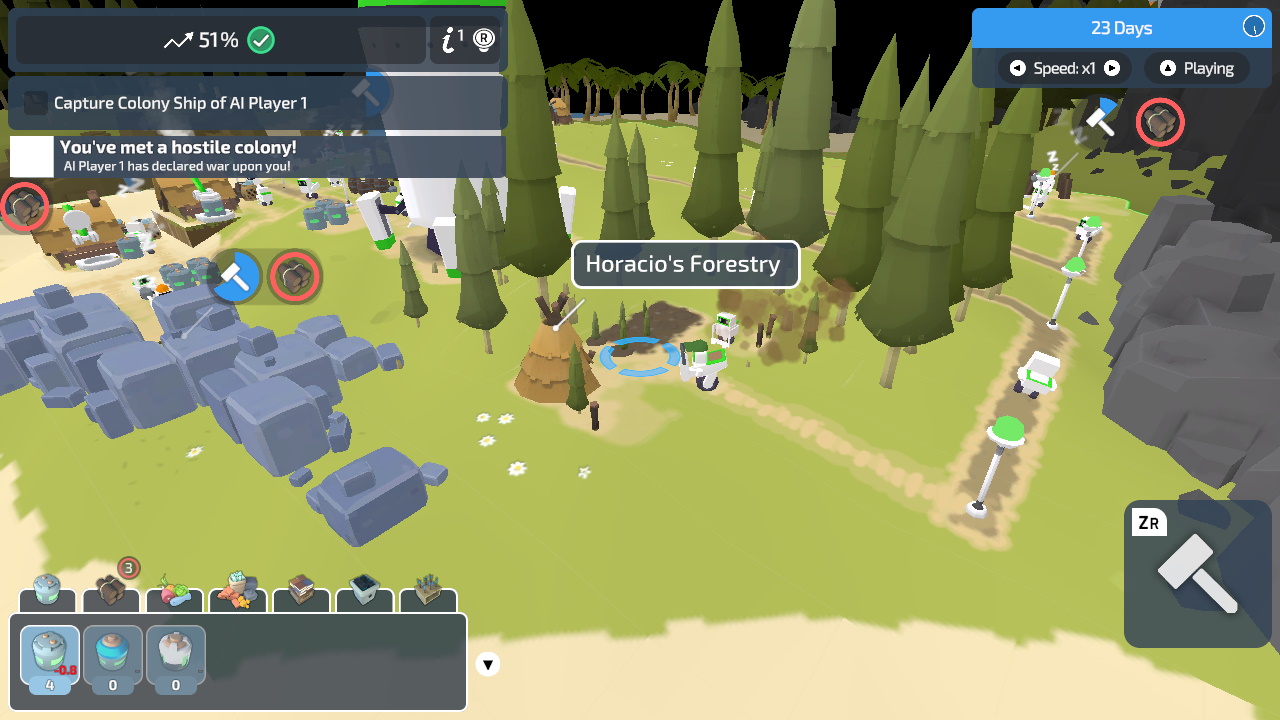 51%
i 1 R
Capture Colony Ship of AI Player 1
You've met a hostile colony!
AI Player 1 has declared war upon you!
23 Days
Speed: x1
Playing
z
z
z
Horacio's Forestry
ZR
3
-0.8
4
0
0